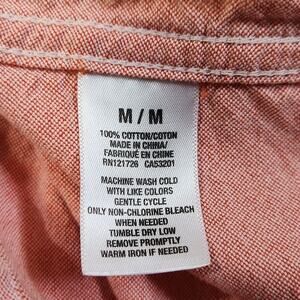 M / M
100% COTTON/COTON
MADE IN CHINA/
FABRIQUÉ EN CHINE
RN121726 CA53201
MACHINE WASH COLD
WITH LIKE COLORS
GENTLE CYCLE
ONLY NON-CHLORINE BLEACH
WHEN NEEDED
TUMBLE DRY LOW
REMOVE PROMPTLY
WARM IRON IF NEEDED